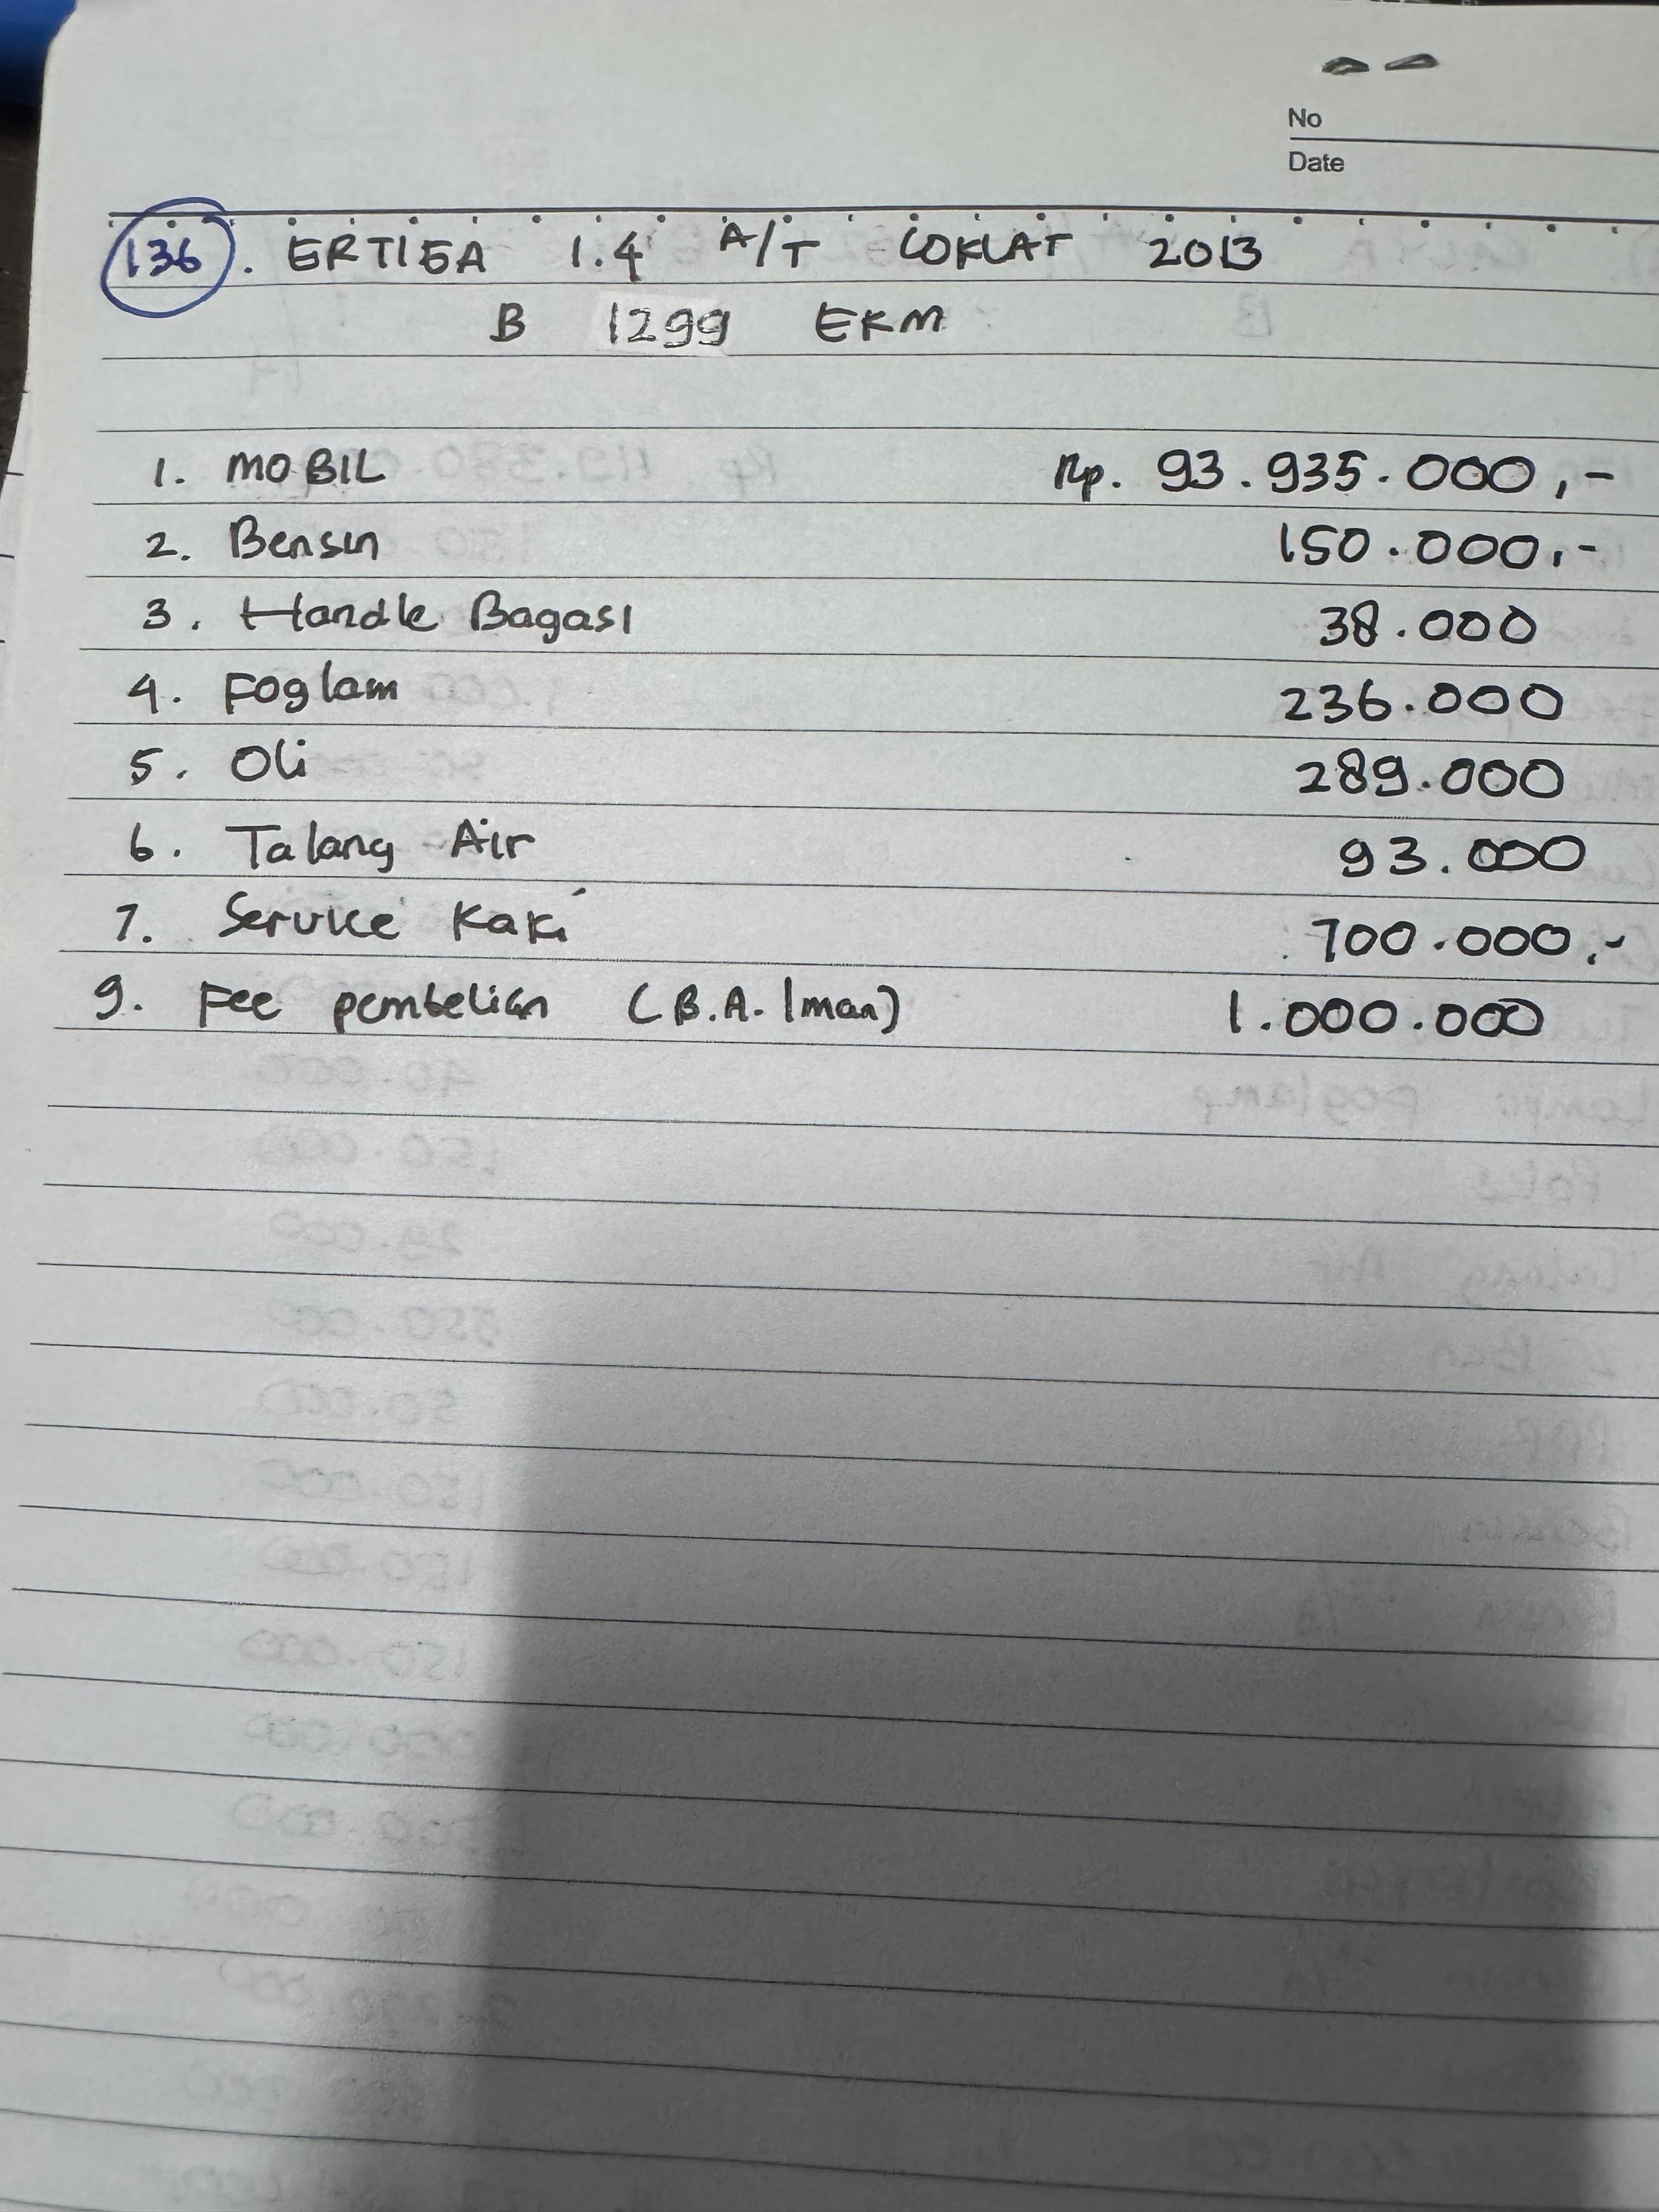 No
Date
136. ERTIGA 1.4 A/T COKLAT 2013
B 1299 EKM
1. MOBIL Rp. 93.935.000,-
2. Bensin 150.000,-
3. Handle Bagasi 38.000
4. Foglam 236.000
5. Oli 289.000
6. Talang Air 93.000
7. Service Kaki 700.000,-
9. Fee pembelian (B.A. Iman) 1.000.000